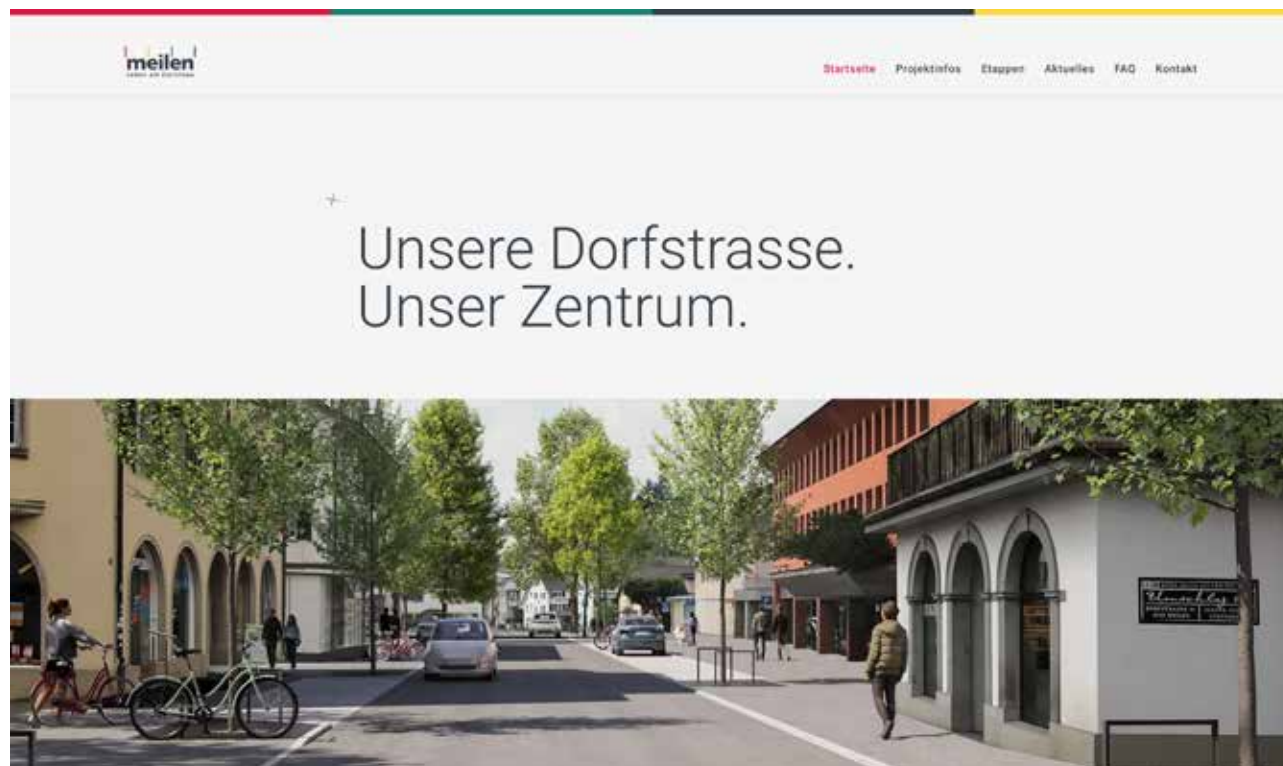 meilen
Startseite Projektinfos Etappen Aktuelles FAQ Kontakt
Unsere Dorfstrasse.
Unser Zentrum.